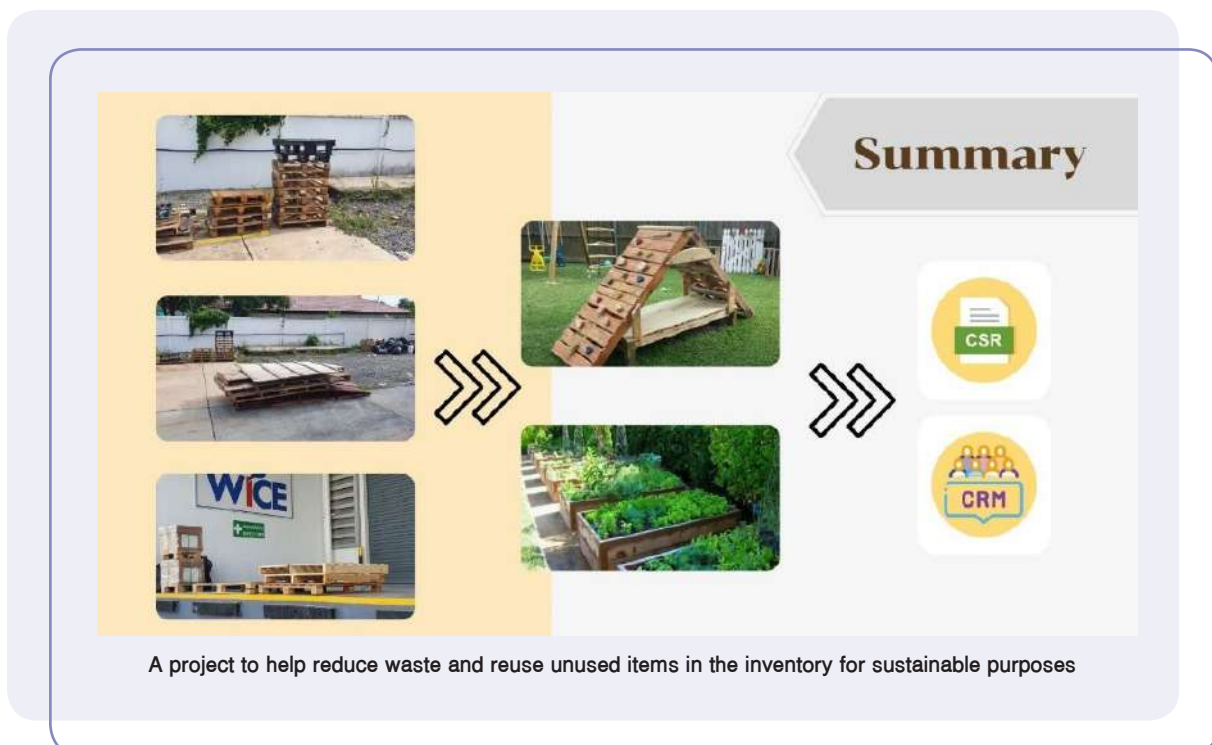 Summary
WICE
CSR
CRM
A project to help reduce waste and reuse unused items in the inventory for sustainable purposes